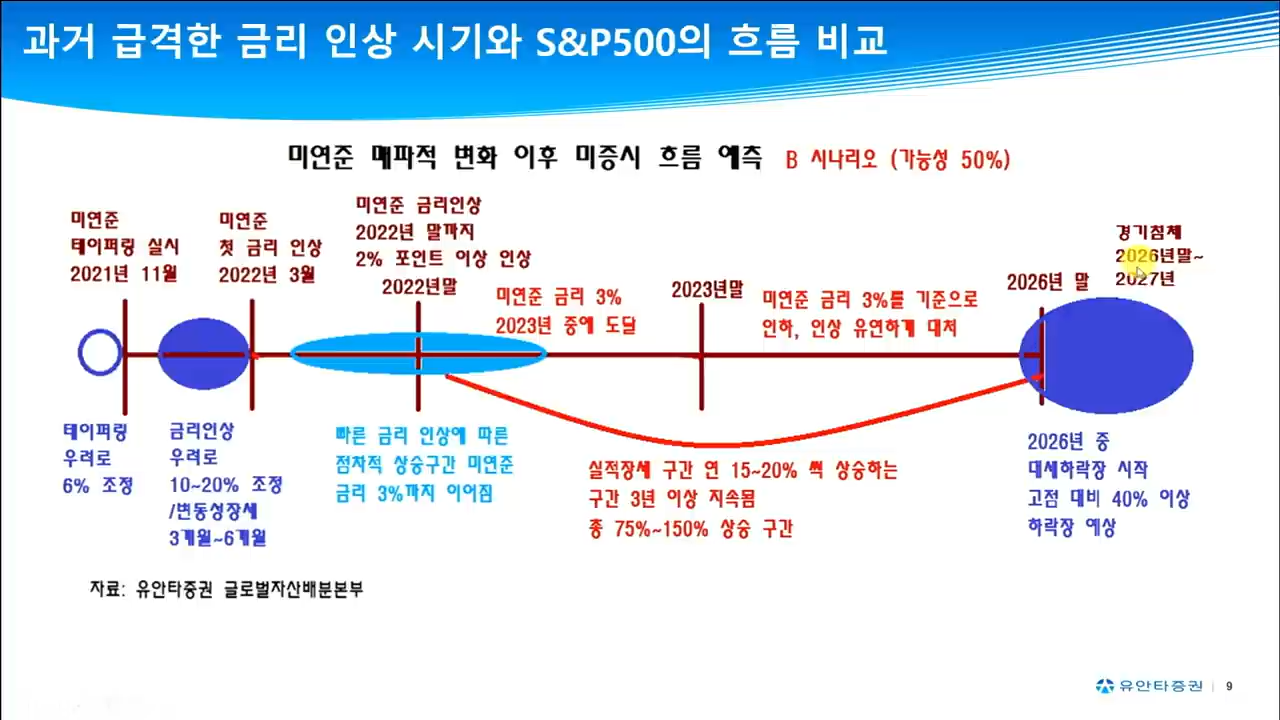 과거 급격한 금리 인상 시기와 S&P500의 흐름 비교
미연준 매파적 변화 이후 미증시 흐름 예측 B 시나리오 (가능성 50%)
미연준
테이퍼링 실시
2021년 11월
미연준
첫 금리 인상
2022년 3월
미연준 금리인상
2022년 말까지
2% 포인트 이상 인상
2022년말
미연준 금리 3%
2023년 중에 도달
2023년말
미연준 금리 3%를 기준으로
인하, 인상 유연하게 대처
2026년 말
경기침체
2026년말~
2027년
테이퍼링
우려로
6% 조정
금리인상
우려로
10~20% 조정
/변동성장세
3개월~6개월
빠른 금리 인상에 따른
점차적 상승구간 미연준
금리 3%까지 이어짐
실적장세 구간 연 15~20% 씩 상승하는
구간 3년 이상 지속됨
총 75%~150% 상승 구간
2026년 중
대세하락장 시작
고점 대비 40% 이상
하락장 예상
자료: 유안타증권 글로벌자산배분본부
유안타증권 9